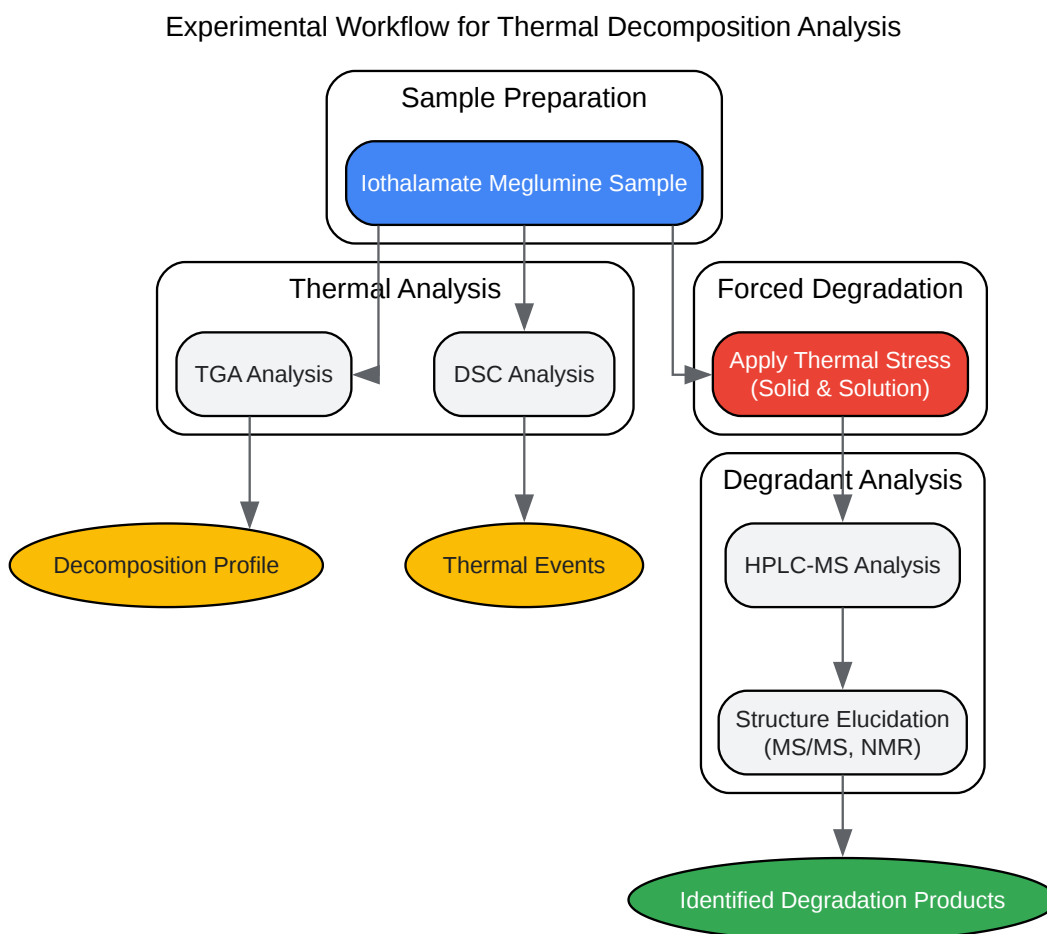 Experimental Workflow for Thermal Decomposition Analysis
Sample Preparation
Iothalamate Meglumine Sample
Thermal Analysis
Forced Degradation
TGA Analysis
DSC Analysis
Apply Thermal Stress
(Solid & Solution)
Degradant Analysis
Decomposition Profile
Thermal Events
HPLC-MS Analysis
Structure Elucidation
(MS/MS, NMR)
Identified Degradation Products